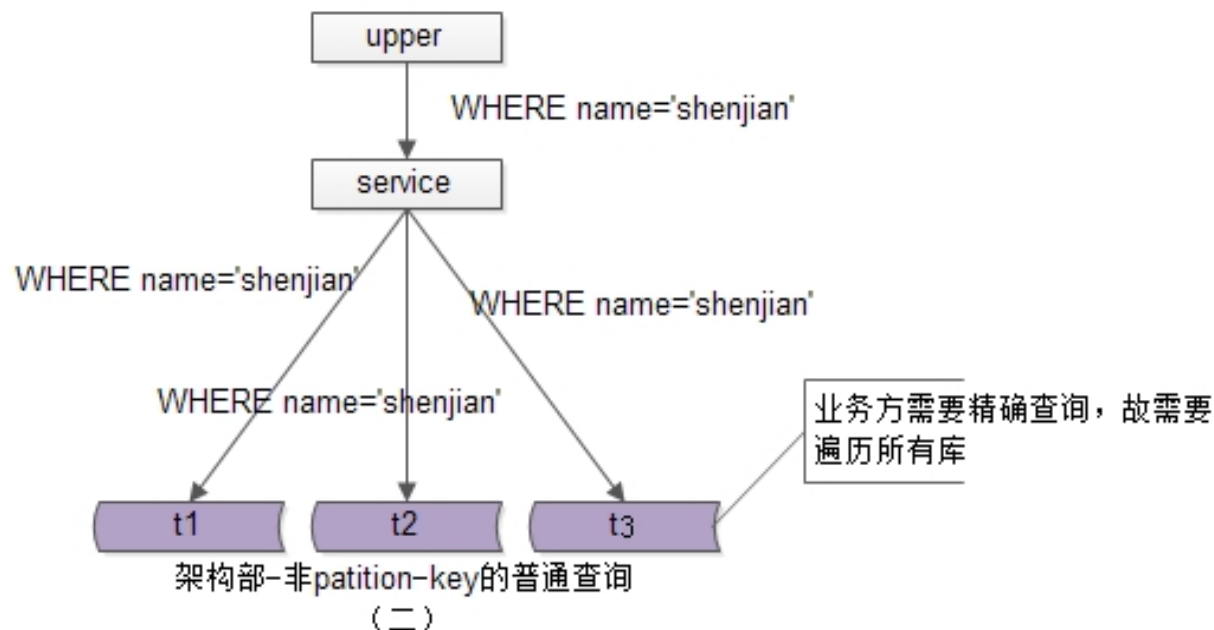 upper
WHERE name='shenjian'
service
WHERE name='shenjian'
WHERE name='shenjian'
WHERE name='shenjian'
业务方需要精确查询，故需要
遍历所有库
t1
t2
t3
架构部-非patition-key的普通查询
（二）